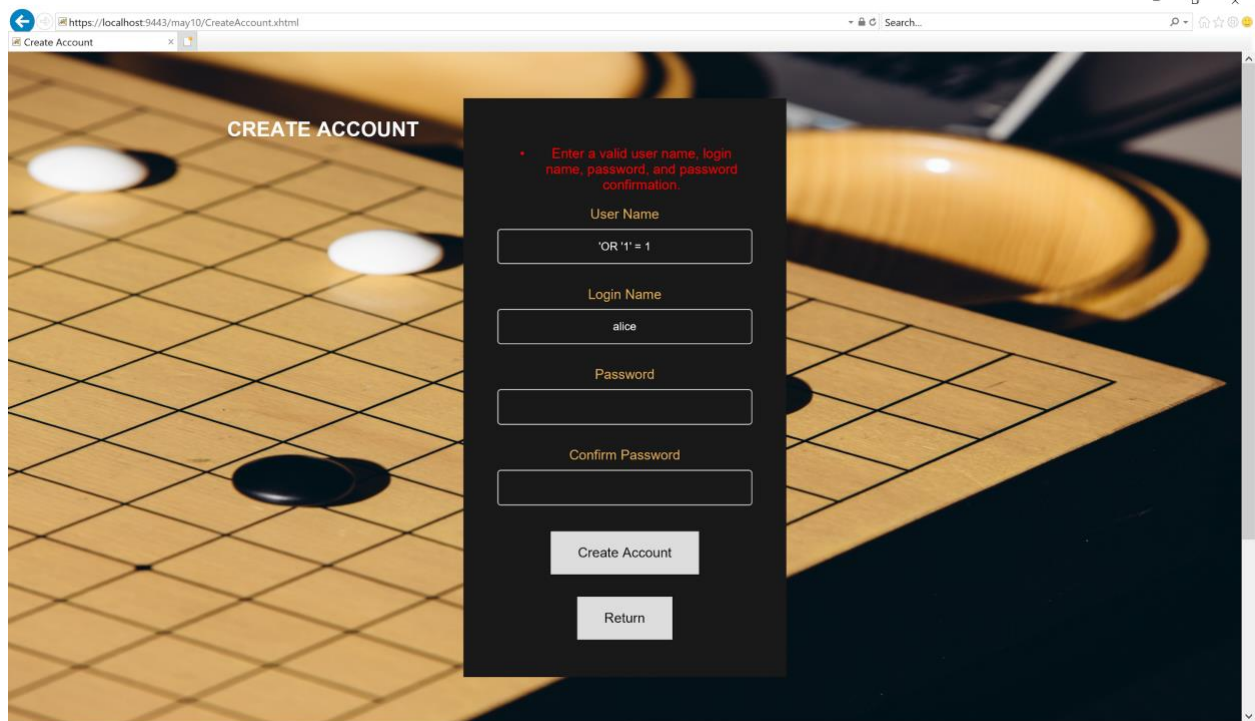 https://localhost:9443/may10/CreateAccount.xhtml
Search...
Create Account
CREATE ACCOUNT
• Enter a valid user name, login
name, password, and password
confirmation.
User Name
'OR '1' = 1
Login Name
alice
Password
Confirm Password
Create Account
Return